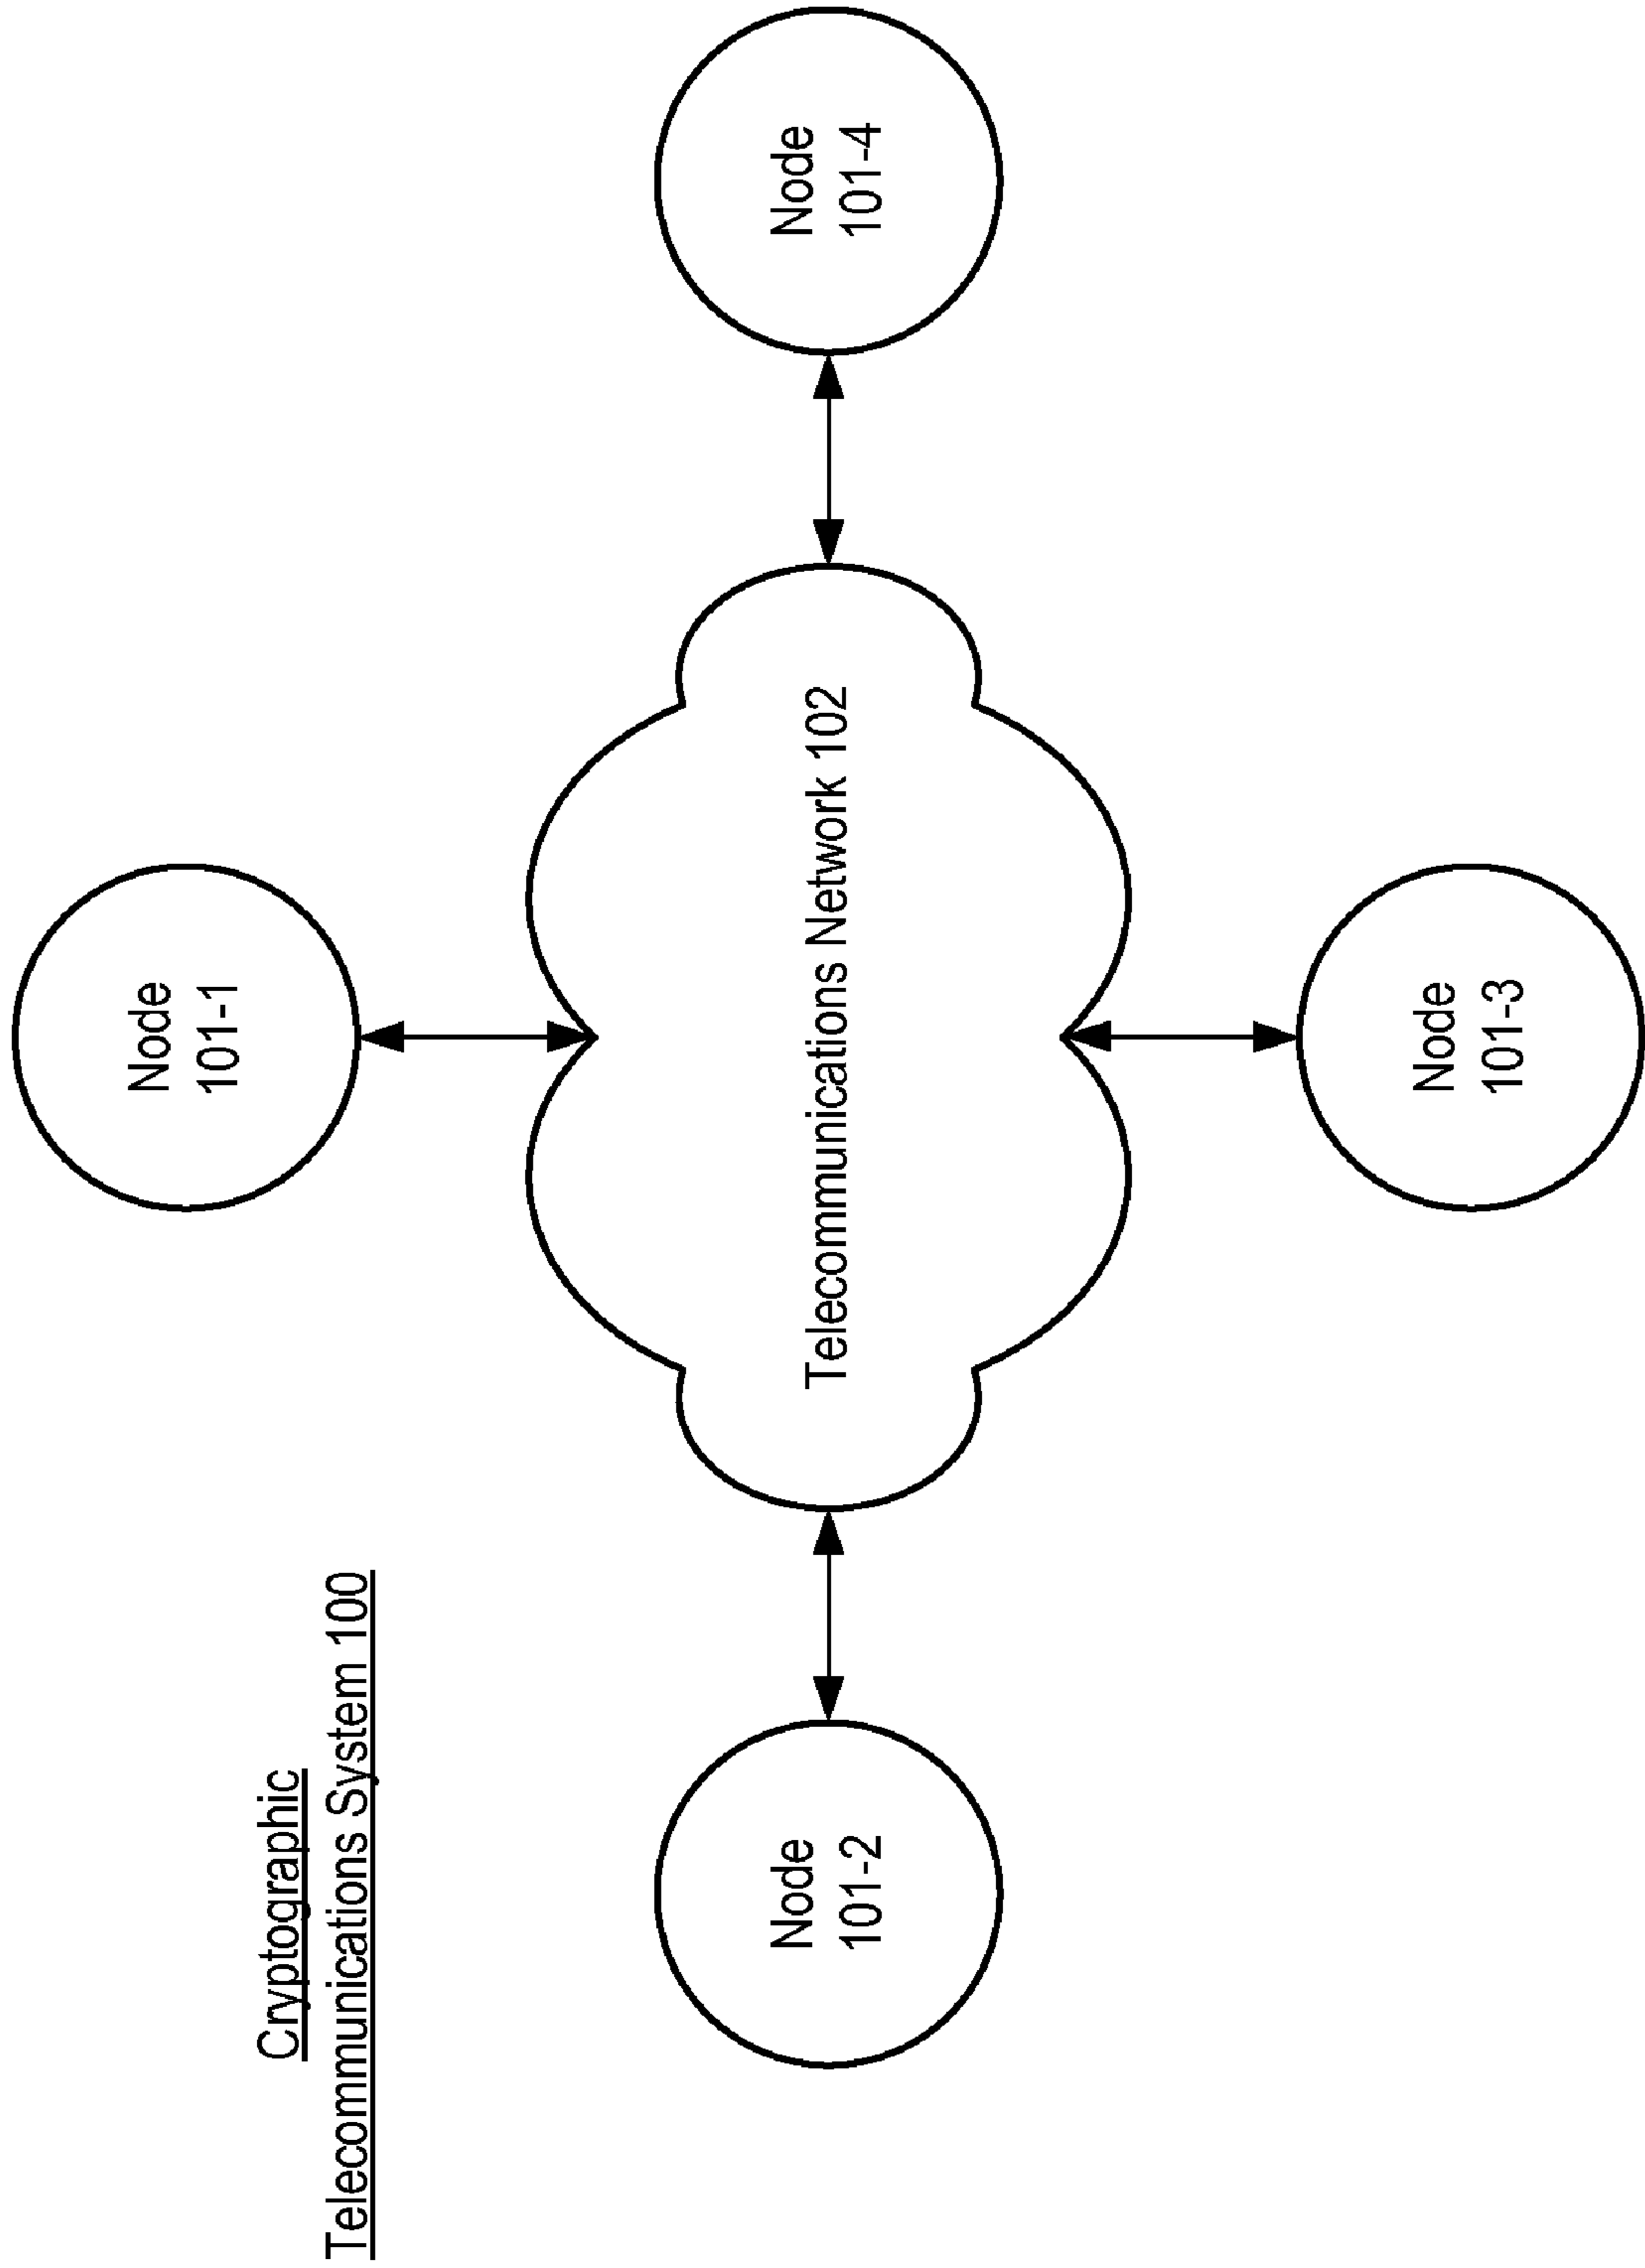 Cryptographic
Telecommunications System 100
Node
101-1
Node
101-2
Telecommunications Network 102
Node
101-4
Node
101-3